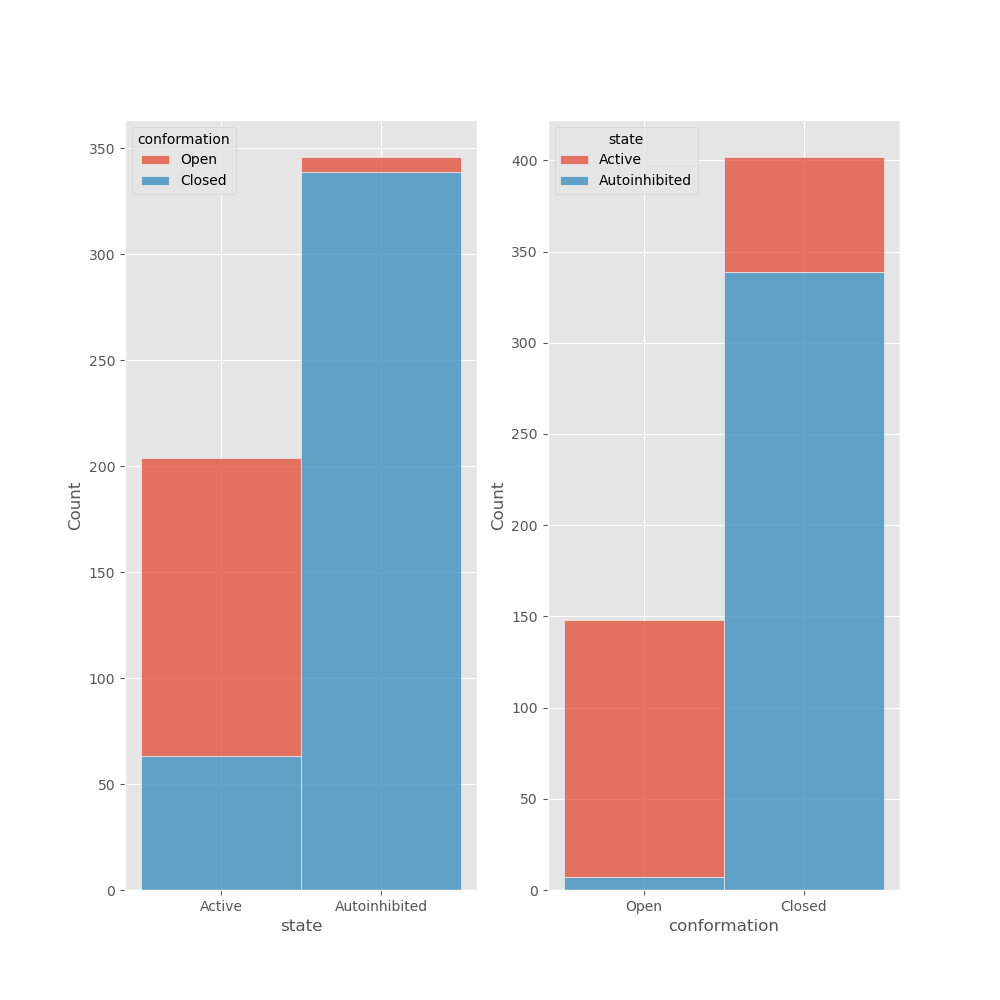 conformation
Open
Closed
350
300
250
200
150
100
50
0
Count
Active Autoinhibited
state
state
Active
Autoinhibited
400
350
300
250
200
150
100
50
0
Count
Open Closed
conformation